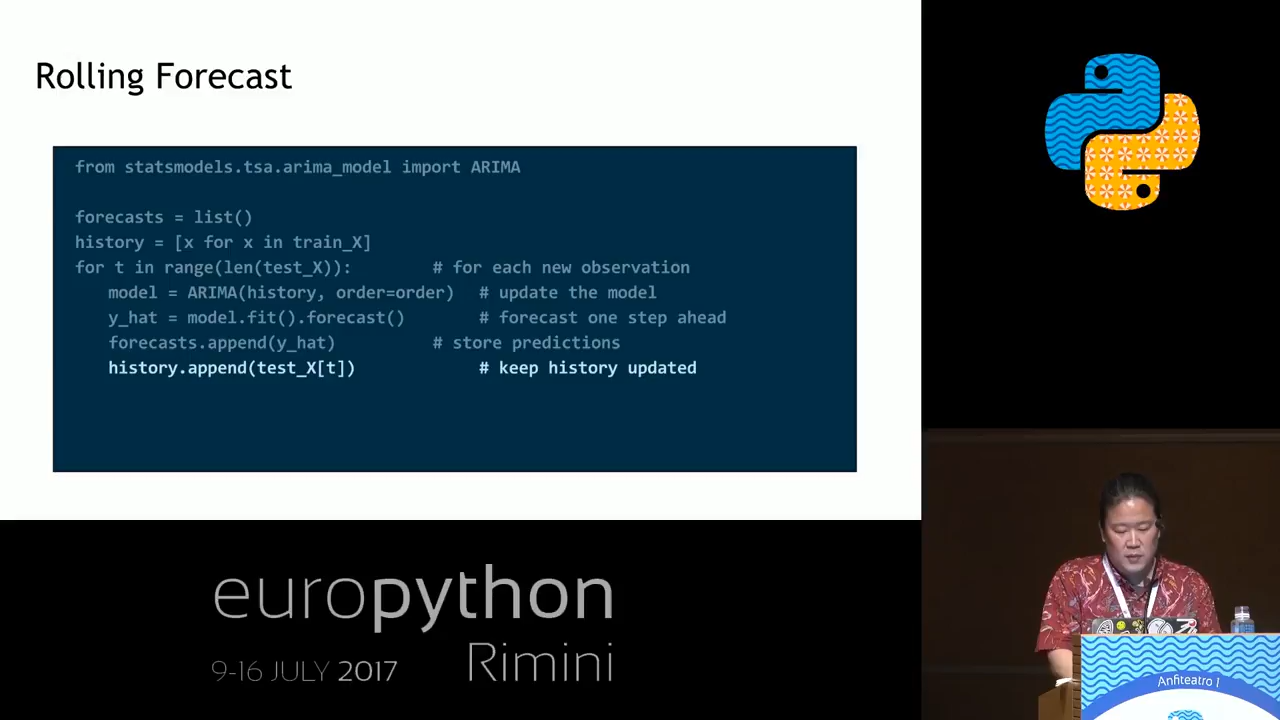 Rolling Forecast
from statsmodels.tsa.arima_model import ARIMA
forecasts = list()
history = [x for x in train_X]
for t in range(len(test_X)): # for each new observation
model = ARIMA(history, order=order) # update the model
y_hat = model.fit().forecast() # forecast one step ahead
forecasts.append(y_hat) # store predictions
history.append(test_X[t]) # keep history updated
europython
9-16 JULY 2017 Rimini
Anfiteatro 1